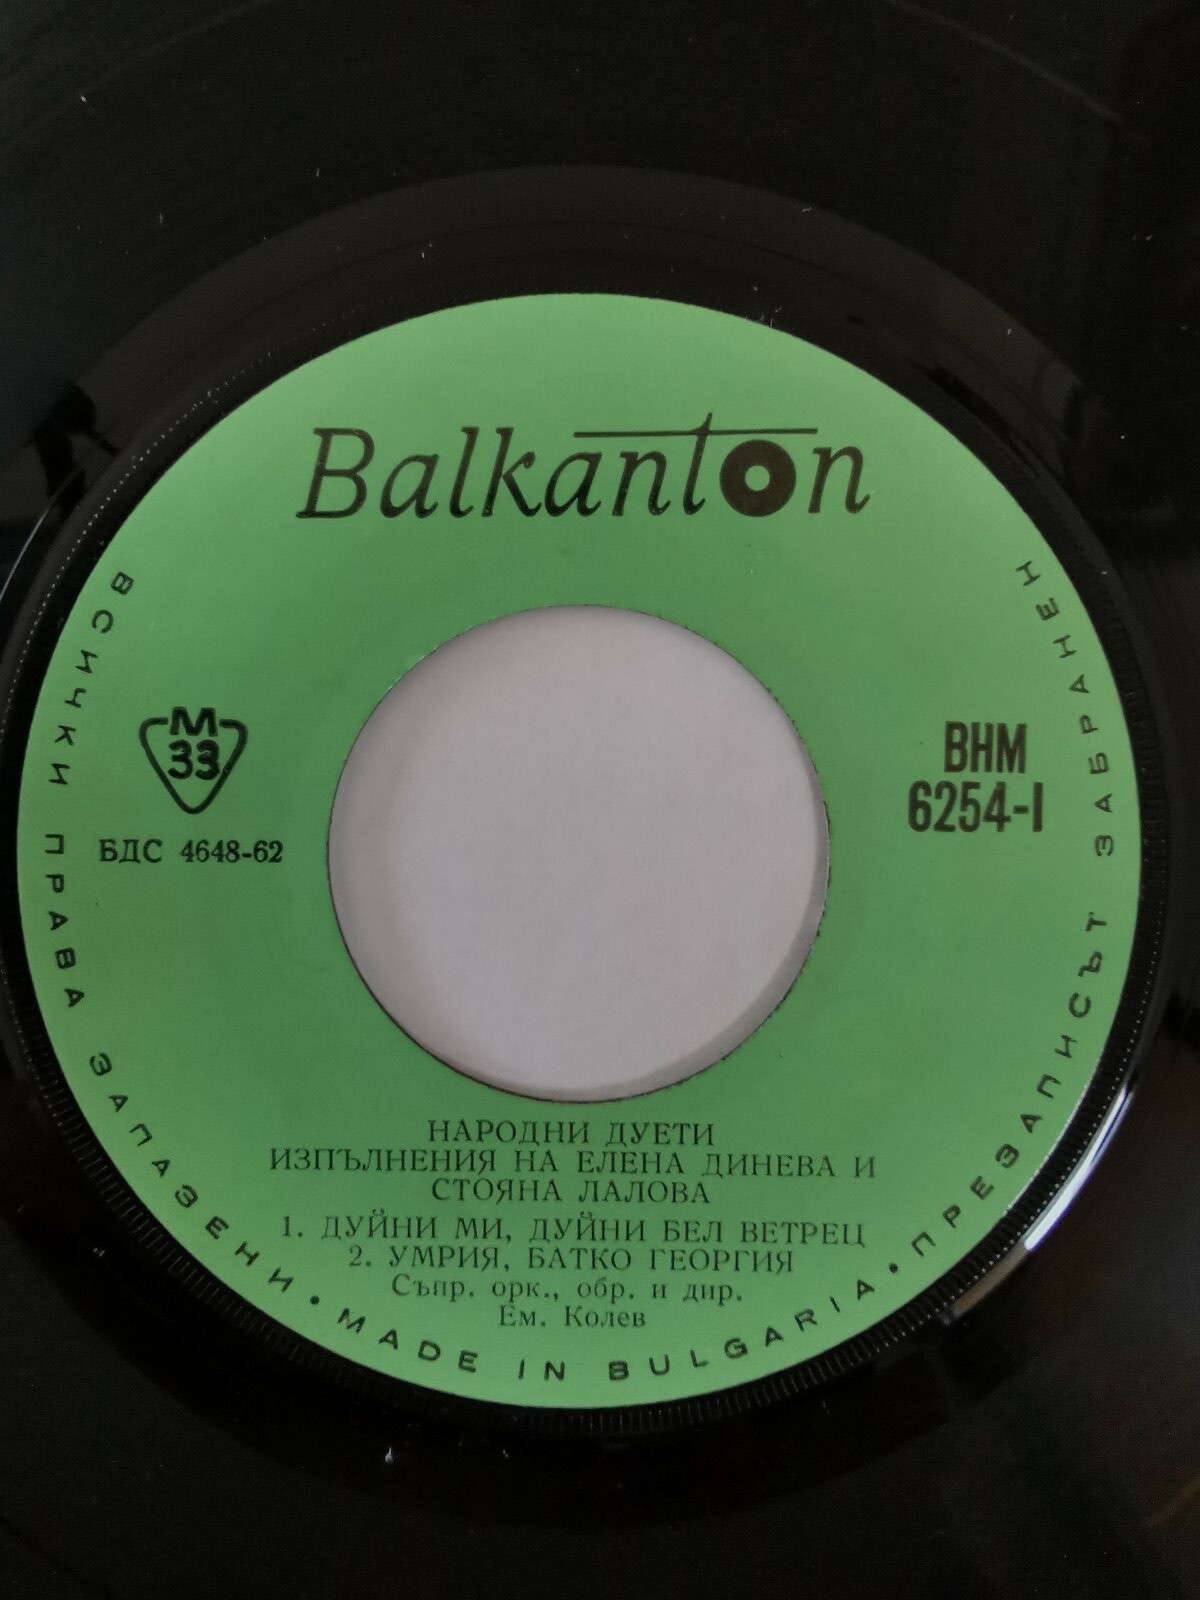 Balkanton
М
33
БДС 4648-62
ВНМ
6254-I
НАРОДНИ ДУЕТИ
ИЗПЪЛНЕНИЯ НА ЕЛЕНА ДИНЕВА И
СТОЯНА ЛАЛОВА
1. ДУЙНИ МИ, ДУЙНИ БЕЛ ВЕТРЕЦ
2. УМРИЯ, БАТКО ГЕОРГИЯ
Съпр. орк., обр. и дир.
Ем. Колев
ВСИЧКИ ПРАВА ЗАПАЗЕНИ • MADE IN BULGARIA • ПРЕЗАПИСЪТ ЗАБРАНЕН